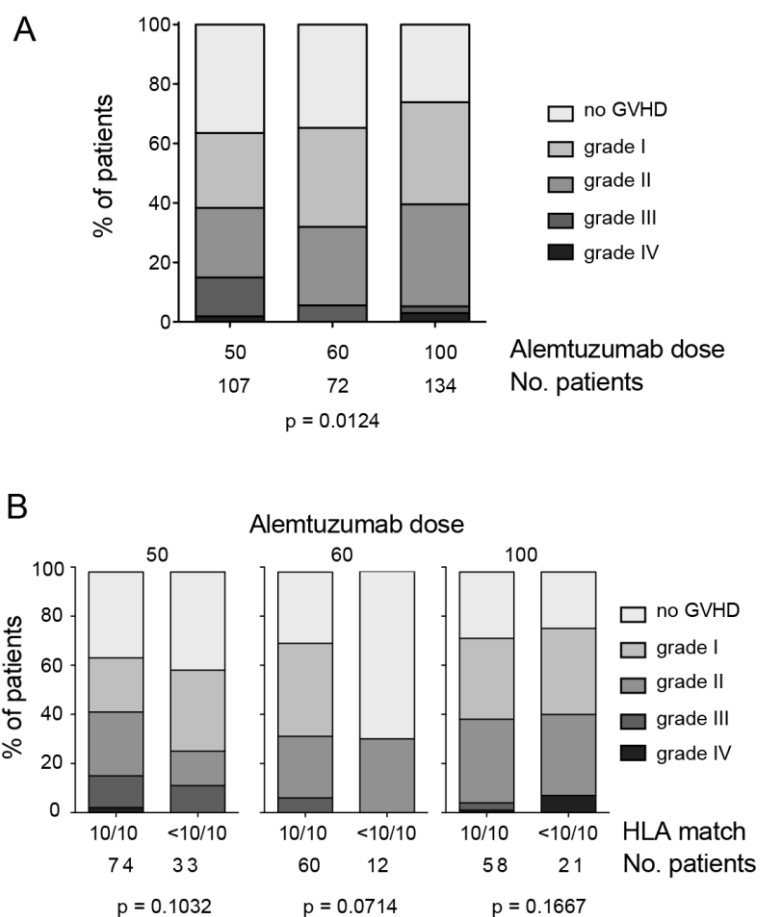 A
100
80
60
40
20
0
% of patients
no GVHD
grade I
grade II
grade III
grade IV
50 60 100 Alemtuzumab dose
107 72 134 No. patients
p = 0.0124
B
Alemtuzumab dose
50 60 100
100
80
60
40
20
0
% of patients
no GVHD
grade I
grade II
grade III
grade IV
10/10 <10/10 10/10 <10/10 10/10 <10/10 HLA match
74 33 60 12 58 21 No. patients
p = 0.1032 p = 0.0714 p = 0.1667